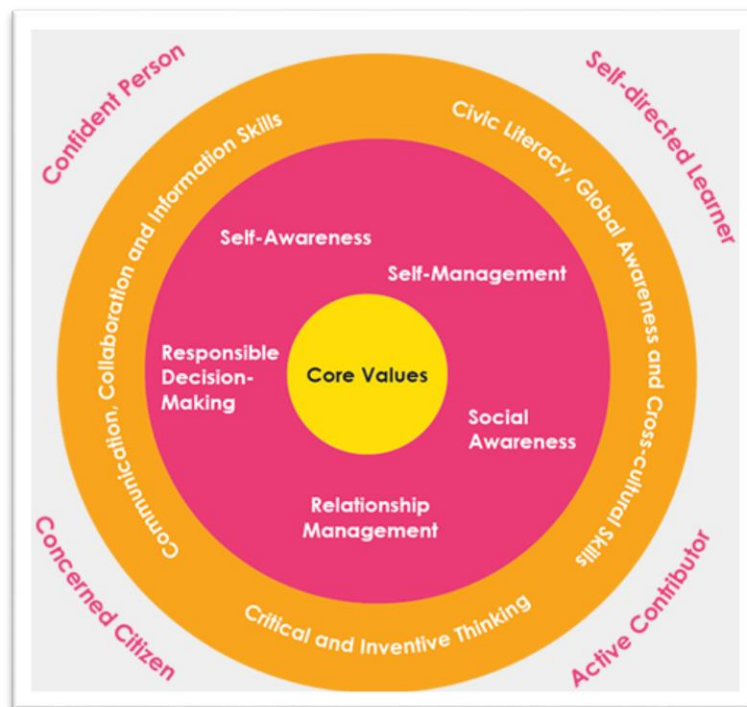 Confident Person
Self-directed Learner
Communication, Collaboration and Information Skills
Civic Literacy, Global Awareness and Cross-cultural Skills
Self-Awareness
Self-Management
Responsible
Decision-
Making
Core Values
Social
Awareness
Relationship
Management
Critical and Inventive Thinking
Concerned Citizen
Active Contributor